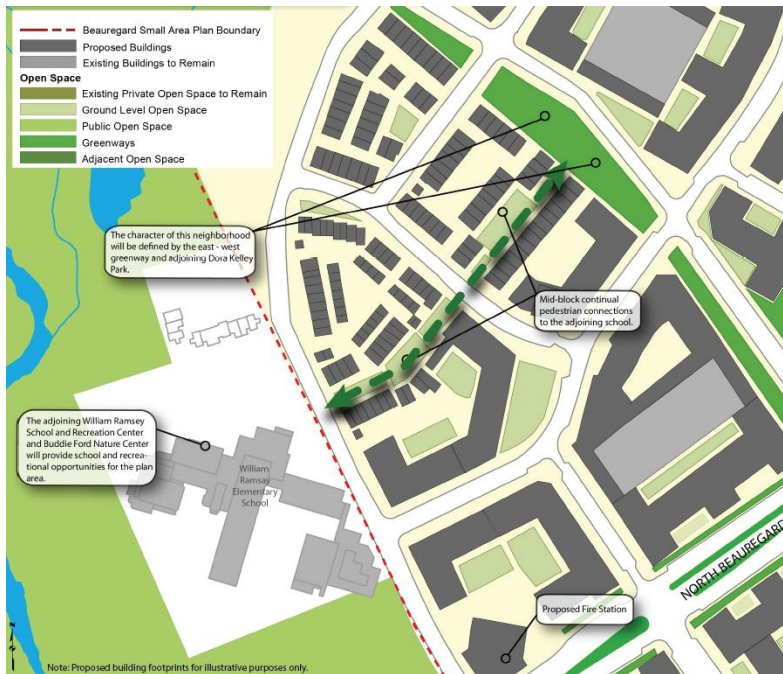 Beauregard Small Area Plan Boundary
Proposed Buildings
Existing Buildings to Remain
Open Space
Existing Private Open Space to Remain
Ground Level Open Space
Public Open Space
Greenways
Adjacent Open Space
The character of this neighborhood
will be defined by the east - west
greenway and adjoining Dora Kelley
Park.
Mid-block continual
pedestrian connections
to the adjoining school.
The adjoining William Ramsey
School and Recreation Center
and Buddie Ford Nature Center
will provide school and recrea-
tional opportunities for the plan
area.
William
Ramsay
Elementary
School
NORTH BEAUREGARD
Proposed Fire Station
N
Note: Proposed building footprints for illustrative purposes only.